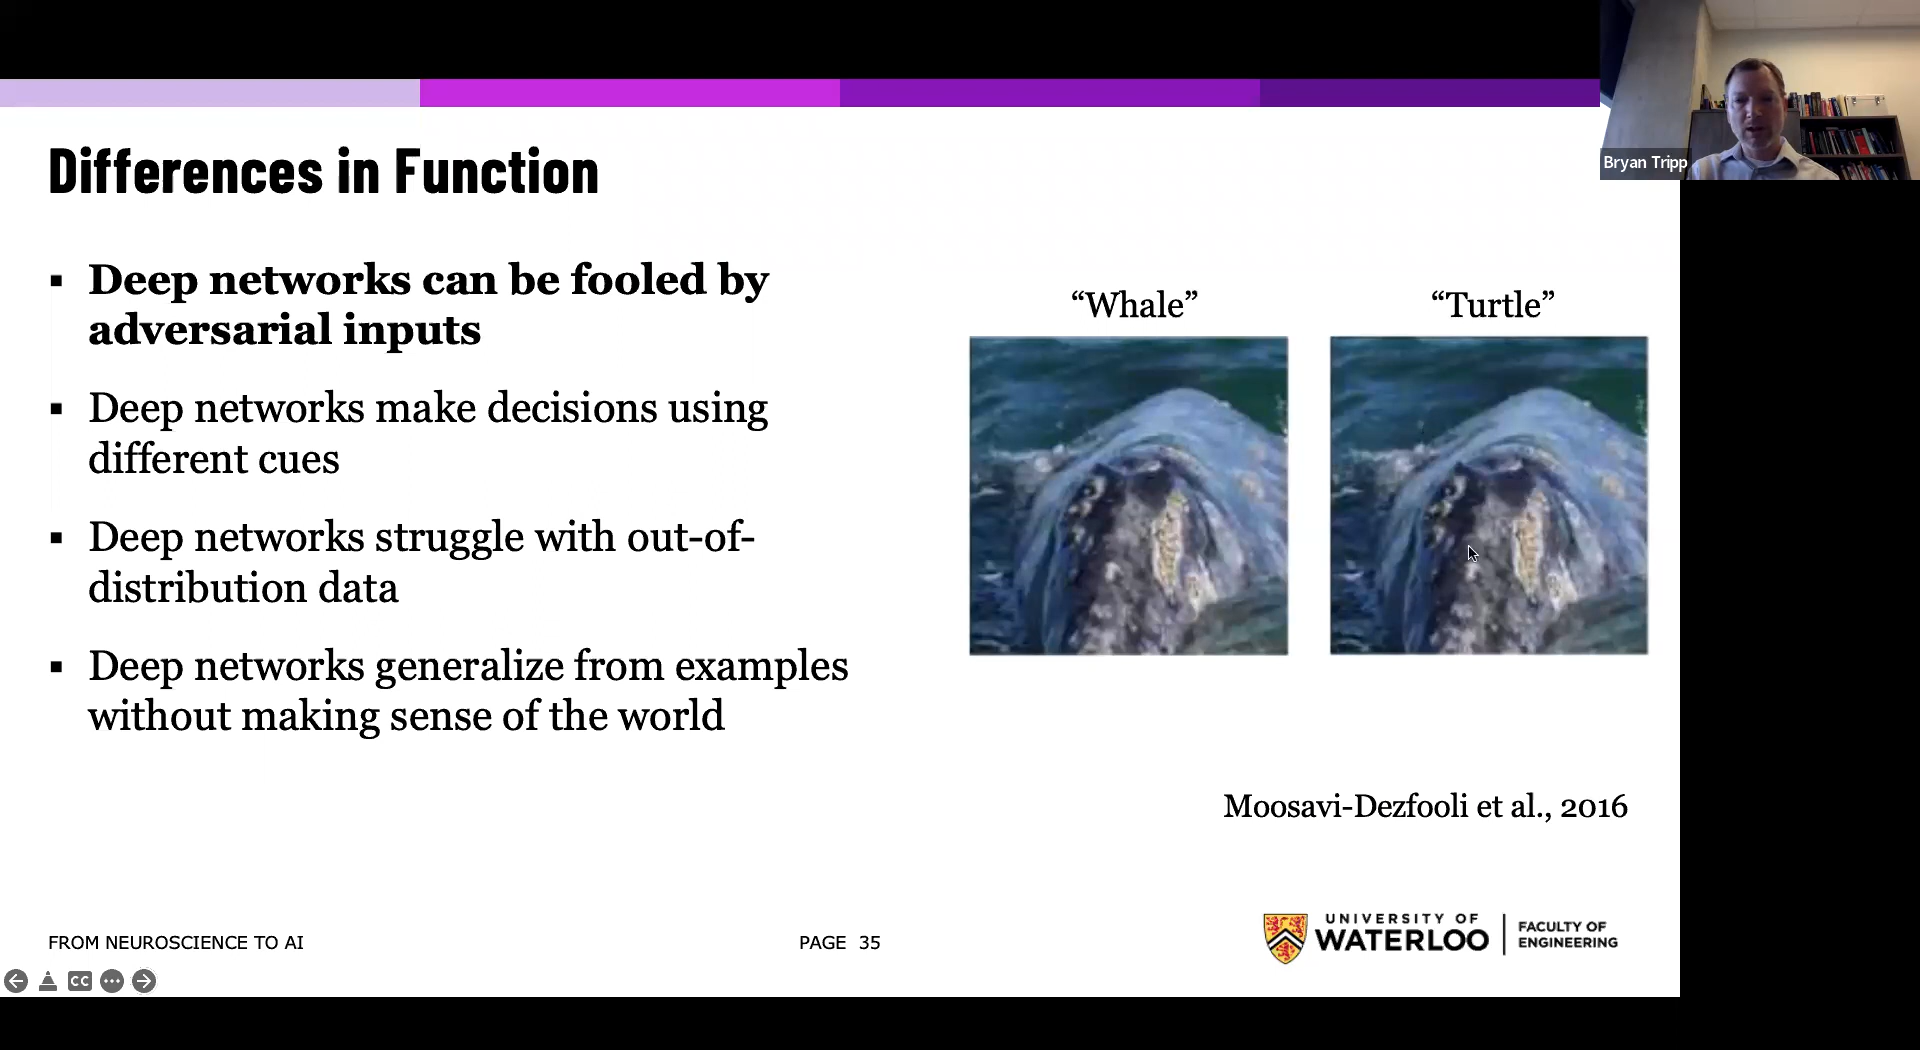 Bryan Tripp
Differences in Function
▪ Deep networks can be fooled by
adversarial inputs
▪ Deep networks make decisions using
different cues
▪ Deep networks struggle with out-of-
distribution data
▪ Deep networks generalize from examples
without making sense of the world
“Whale” “Turtle”
Moosavi-Dezfooli et al., 2016
FROM NEUROSCIENCE TO AI
PAGE 35
UNIVERSITY OF
WATERLOO
FACULTY OF
ENGINEERING
CC